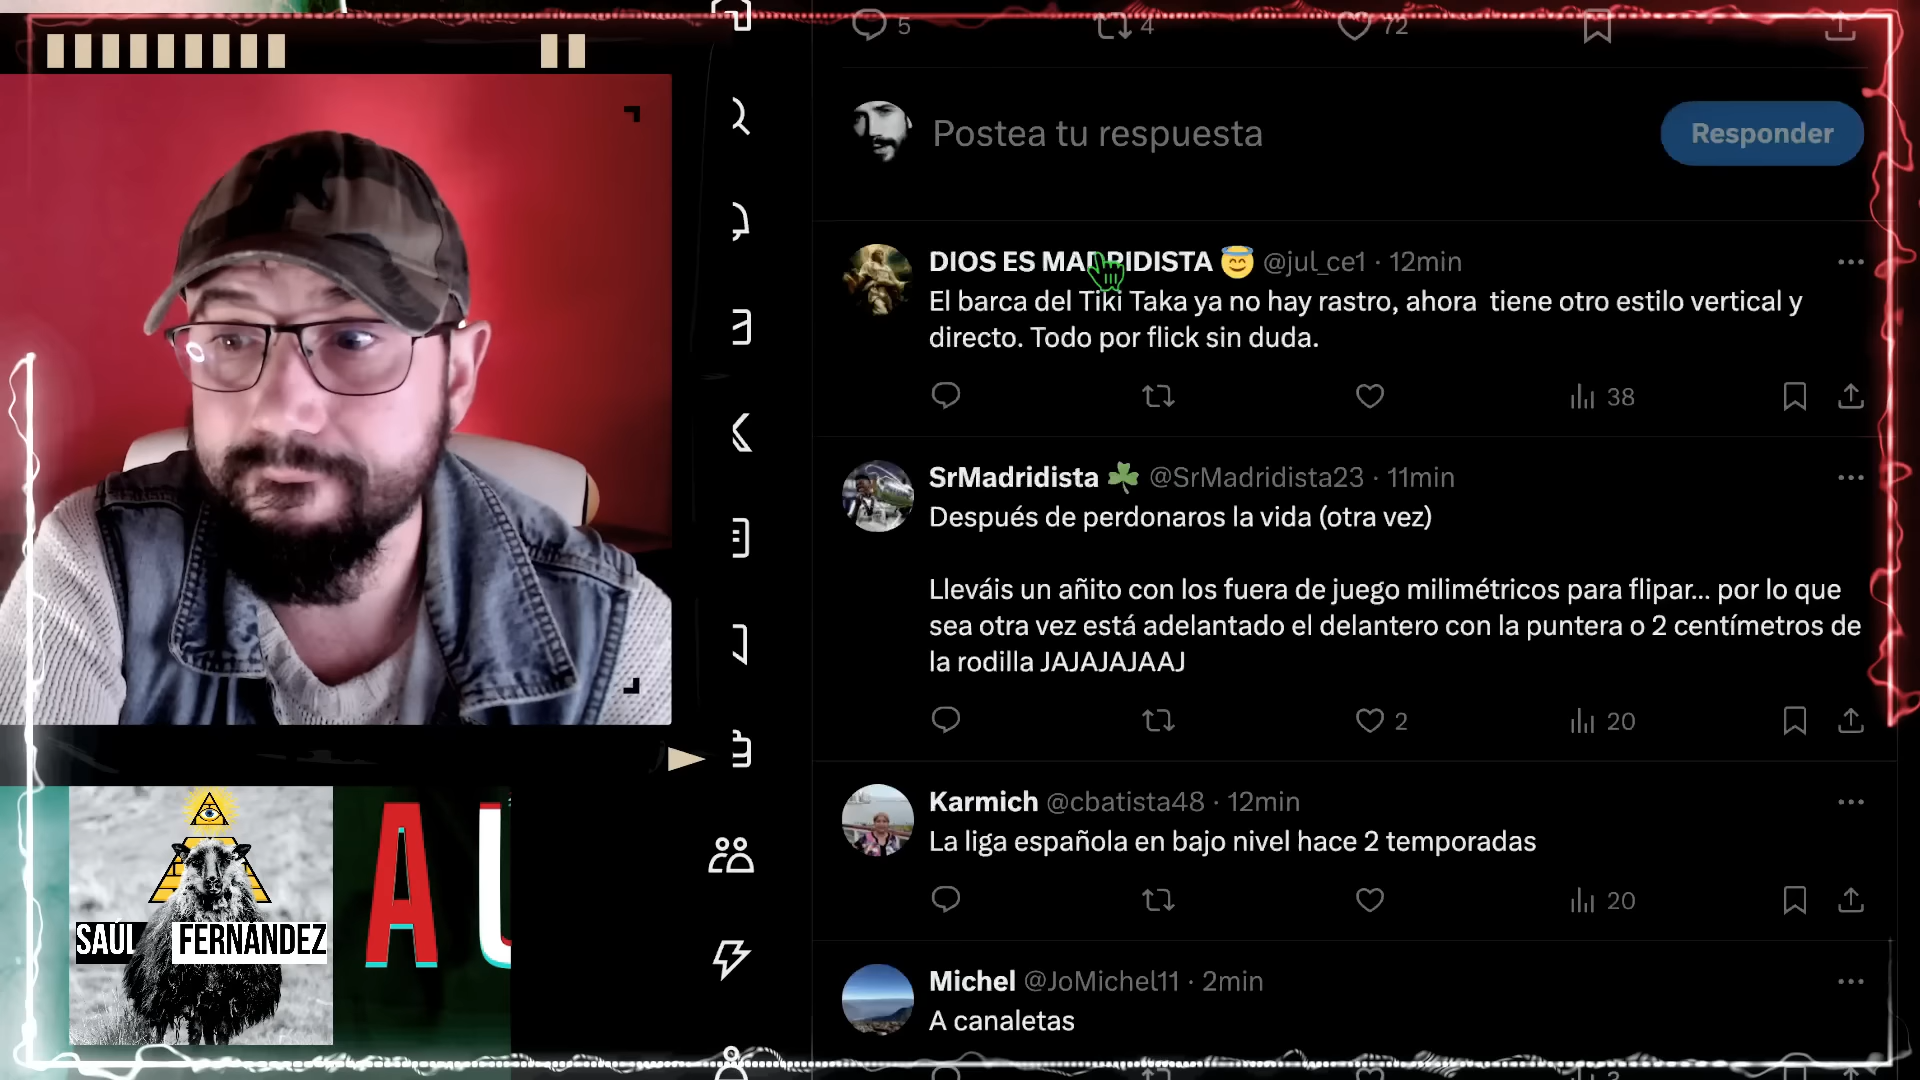 5
4
72
Postea tu respuesta
Responder
DIOS ES MADRIDISTA 😇 @jul_ce1 · 12min
El barca del Tiki Taka ya no hay rastro, ahora tiene otro estilo vertical y
directo. Todo por flick sin duda.
38
SrMadridista ☘️ @SrMadridista23 · 11min
Después de perdonaros la vida (otra vez)
Lleváis un añito con los fuera de juego milimétricos para flipar... por lo que
sea otra vez está adelantado el delantero con la puntera o 2 centímetros de
la rodilla JAJAJAJAAJ
2
20
Karmich @cbatista48 · 12min
La liga española en bajo nivel hace 2 temporadas
20
Michel @JoMichel11 · 2min
A canaletas
SAÚL FERNÁNDEZ
A